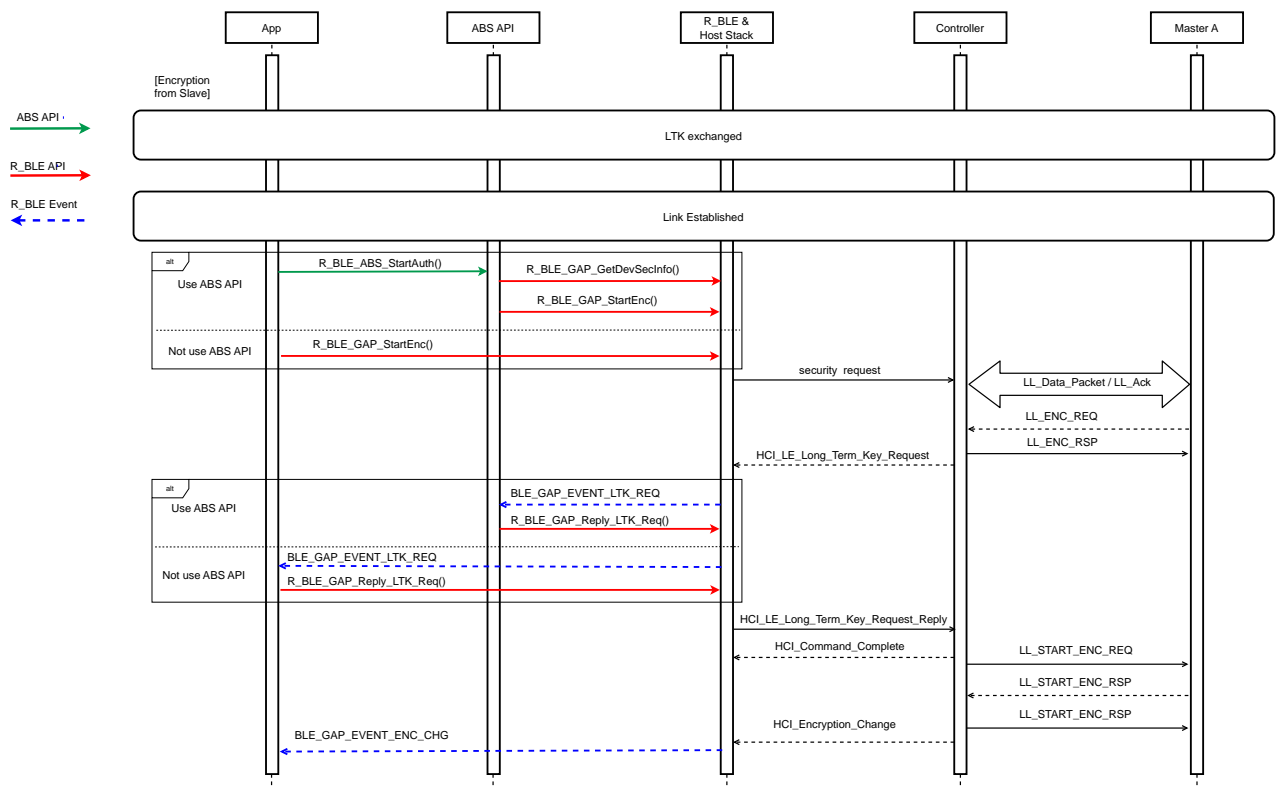 App
ABS API
R_BLE &
Host Stack
Controller
Master A
[Encryption
from Slave]
ABS API
LTK exchanged
R_BLE API
R_BLE Event
Link Established
alt
R_BLE_ABS_StartAuth()
R_BLE_GAP_GetDevSecInfo()
Use ABS API
R_BLE_GAP_StartEnc()
Not use ABS API
R_BLE_GAP_StartEnc()
security request
LL_Data_Packet / LL_Ack
LL_ENC_REQ
LL_ENC_RSP
HCI_LE_Long_Term_Key_Request
alt
BLE_GAP_EVENT_LTK_REQ
Use ABS API
R_BLE_GAP_Reply_LTK_Req()
BLE_GAP_EVENT_LTK_REQ
Not use ABS API
R_BLE_GAP_Reply_LTK_Req()
HCI_LE_Long_Term_Key_Request_Reply
HCI_Command_Complete
LL_START_ENC_REQ
LL_START_ENC_RSP
LL_START_ENC_RSP
HCI_Encryption_Change
BLE_GAP_EVENT_ENC_CHG